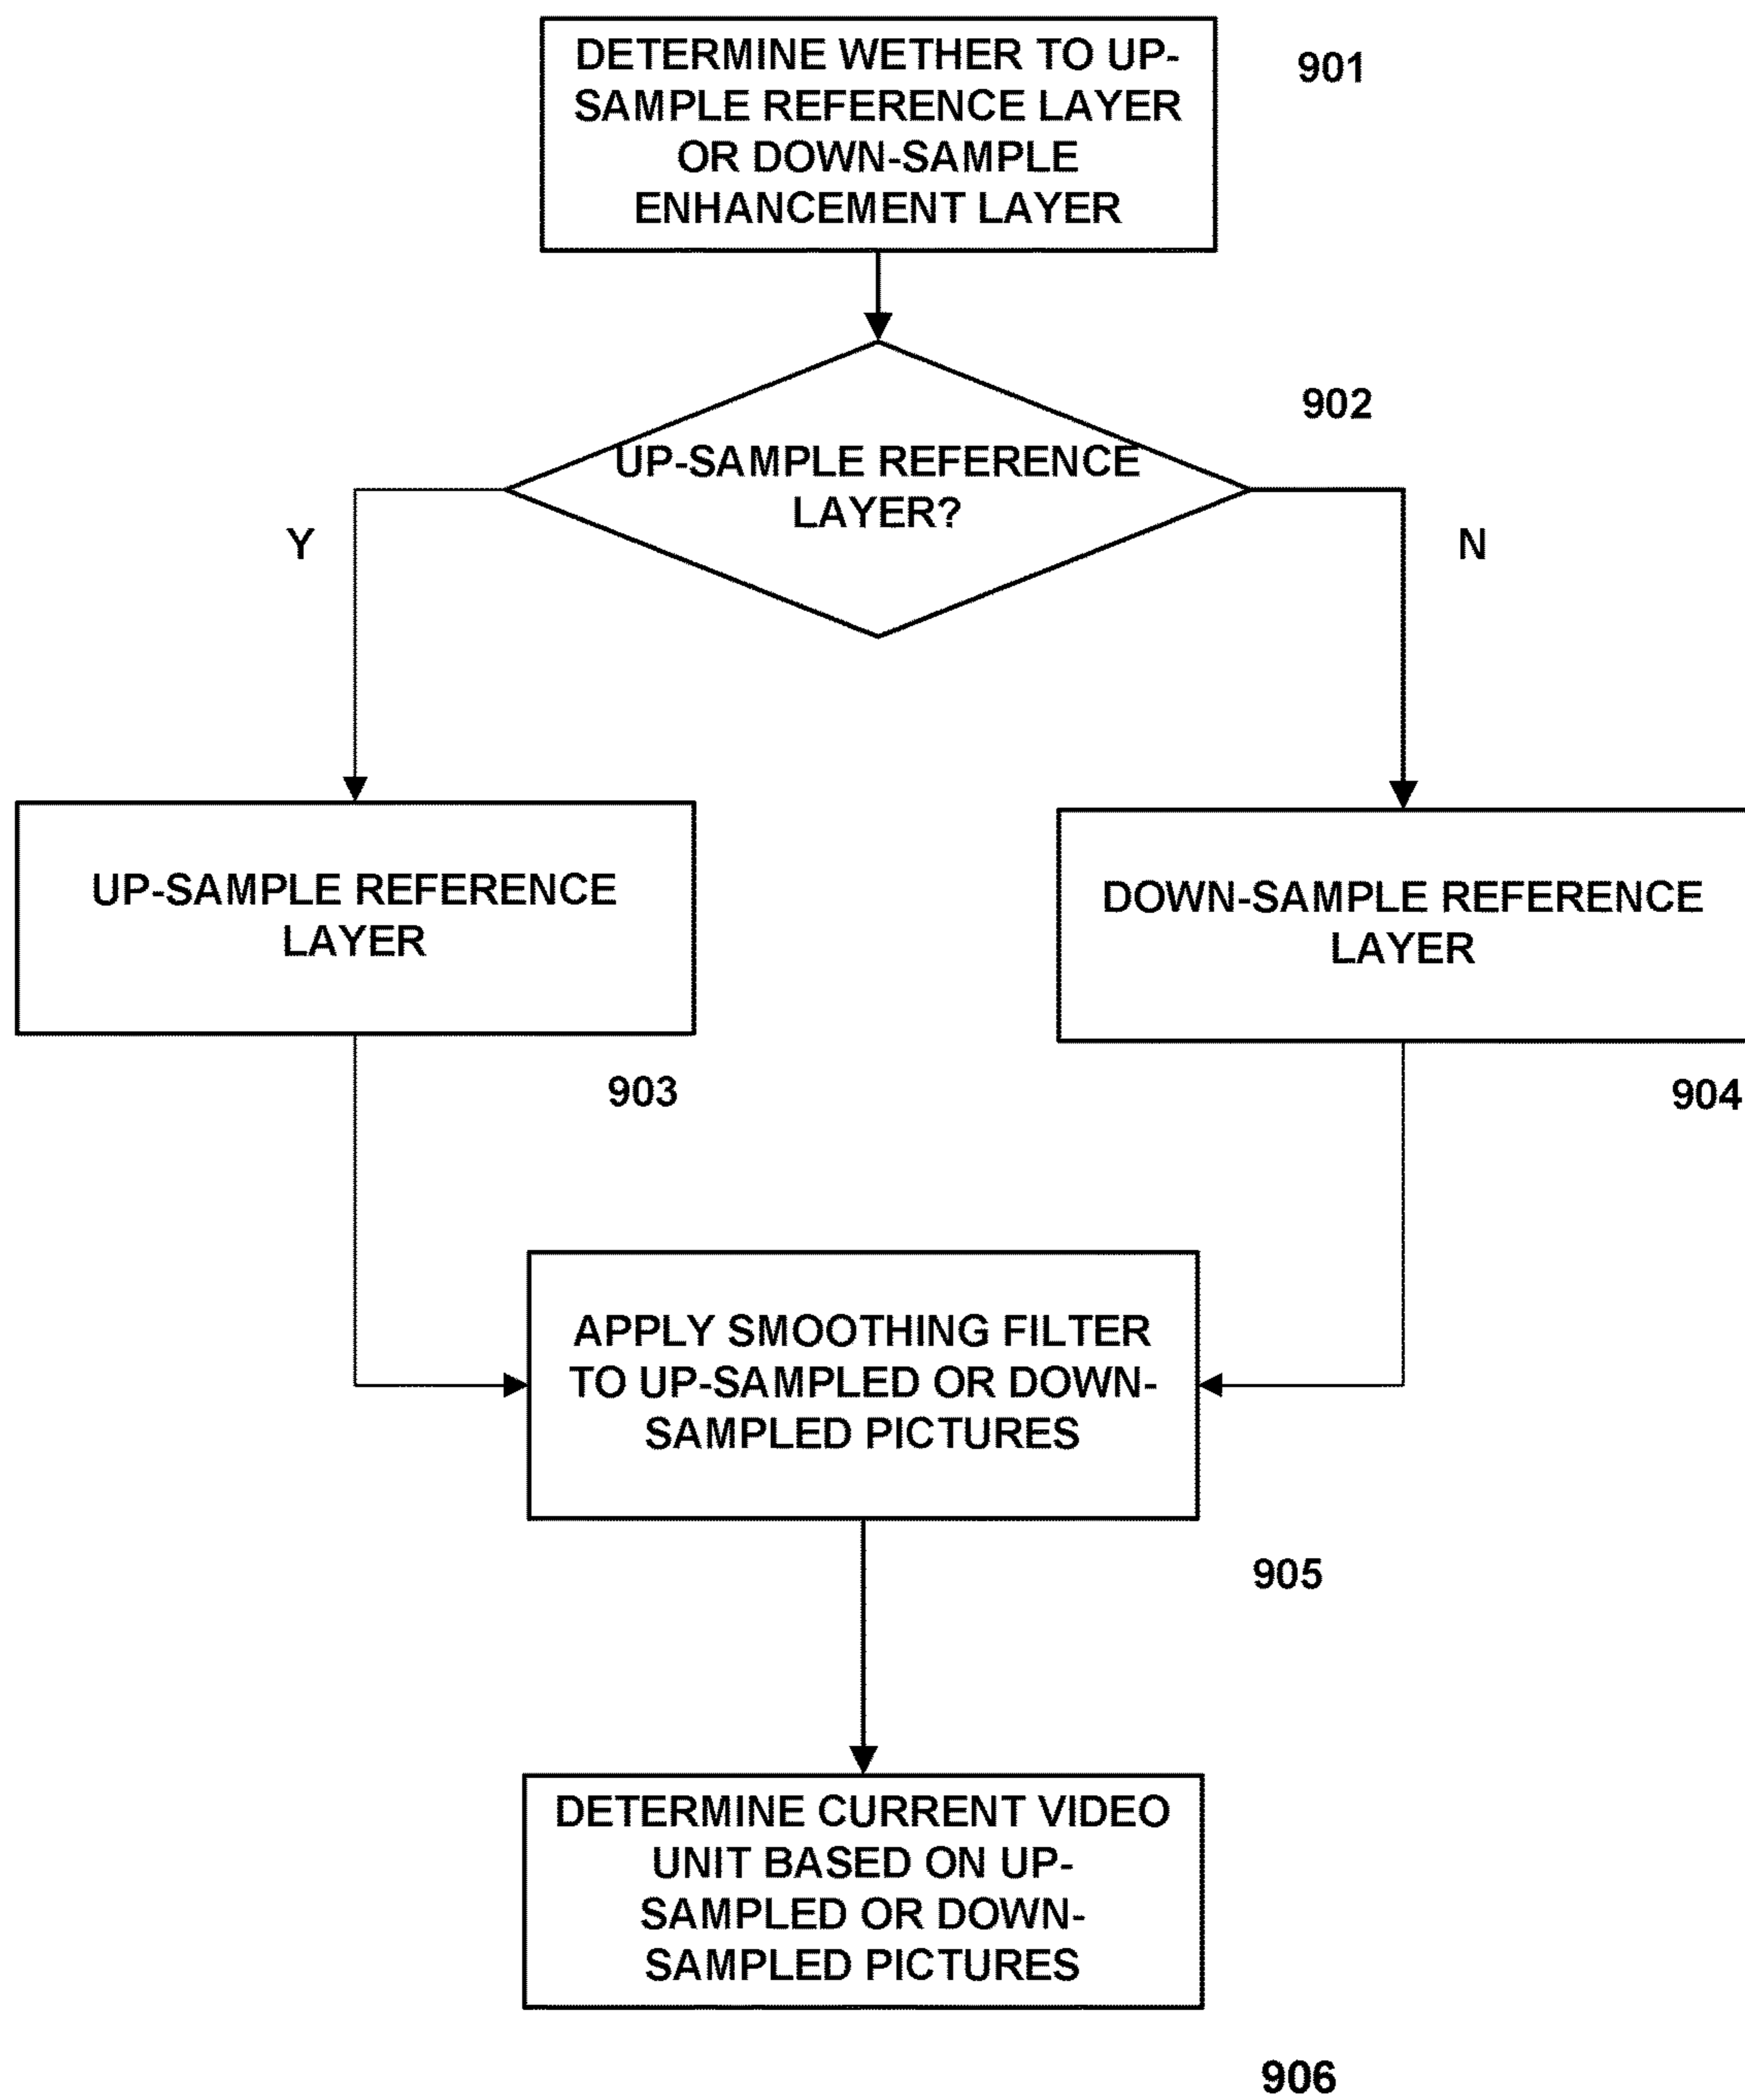 DETERMINE WETHER TO UP-
SAMPLE REFERENCE LAYER
OR DOWN-SAMPLE
ENHANCEMENT LAYER
901
902
UP-SAMPLE REFERENCE
LAYER?
Y
N
UP-SAMPLE REFERENCE
LAYER
DOWN-SAMPLE REFERENCE
LAYER
903
904
APPLY SMOOTHING FILTER
TO UP-SAMPLED OR DOWN-
SAMPLED PICTURES
905
DETERMINE CURRENT VIDEO
UNIT BASED ON UP-
SAMPLED OR DOWN-
SAMPLED PICTURES
906